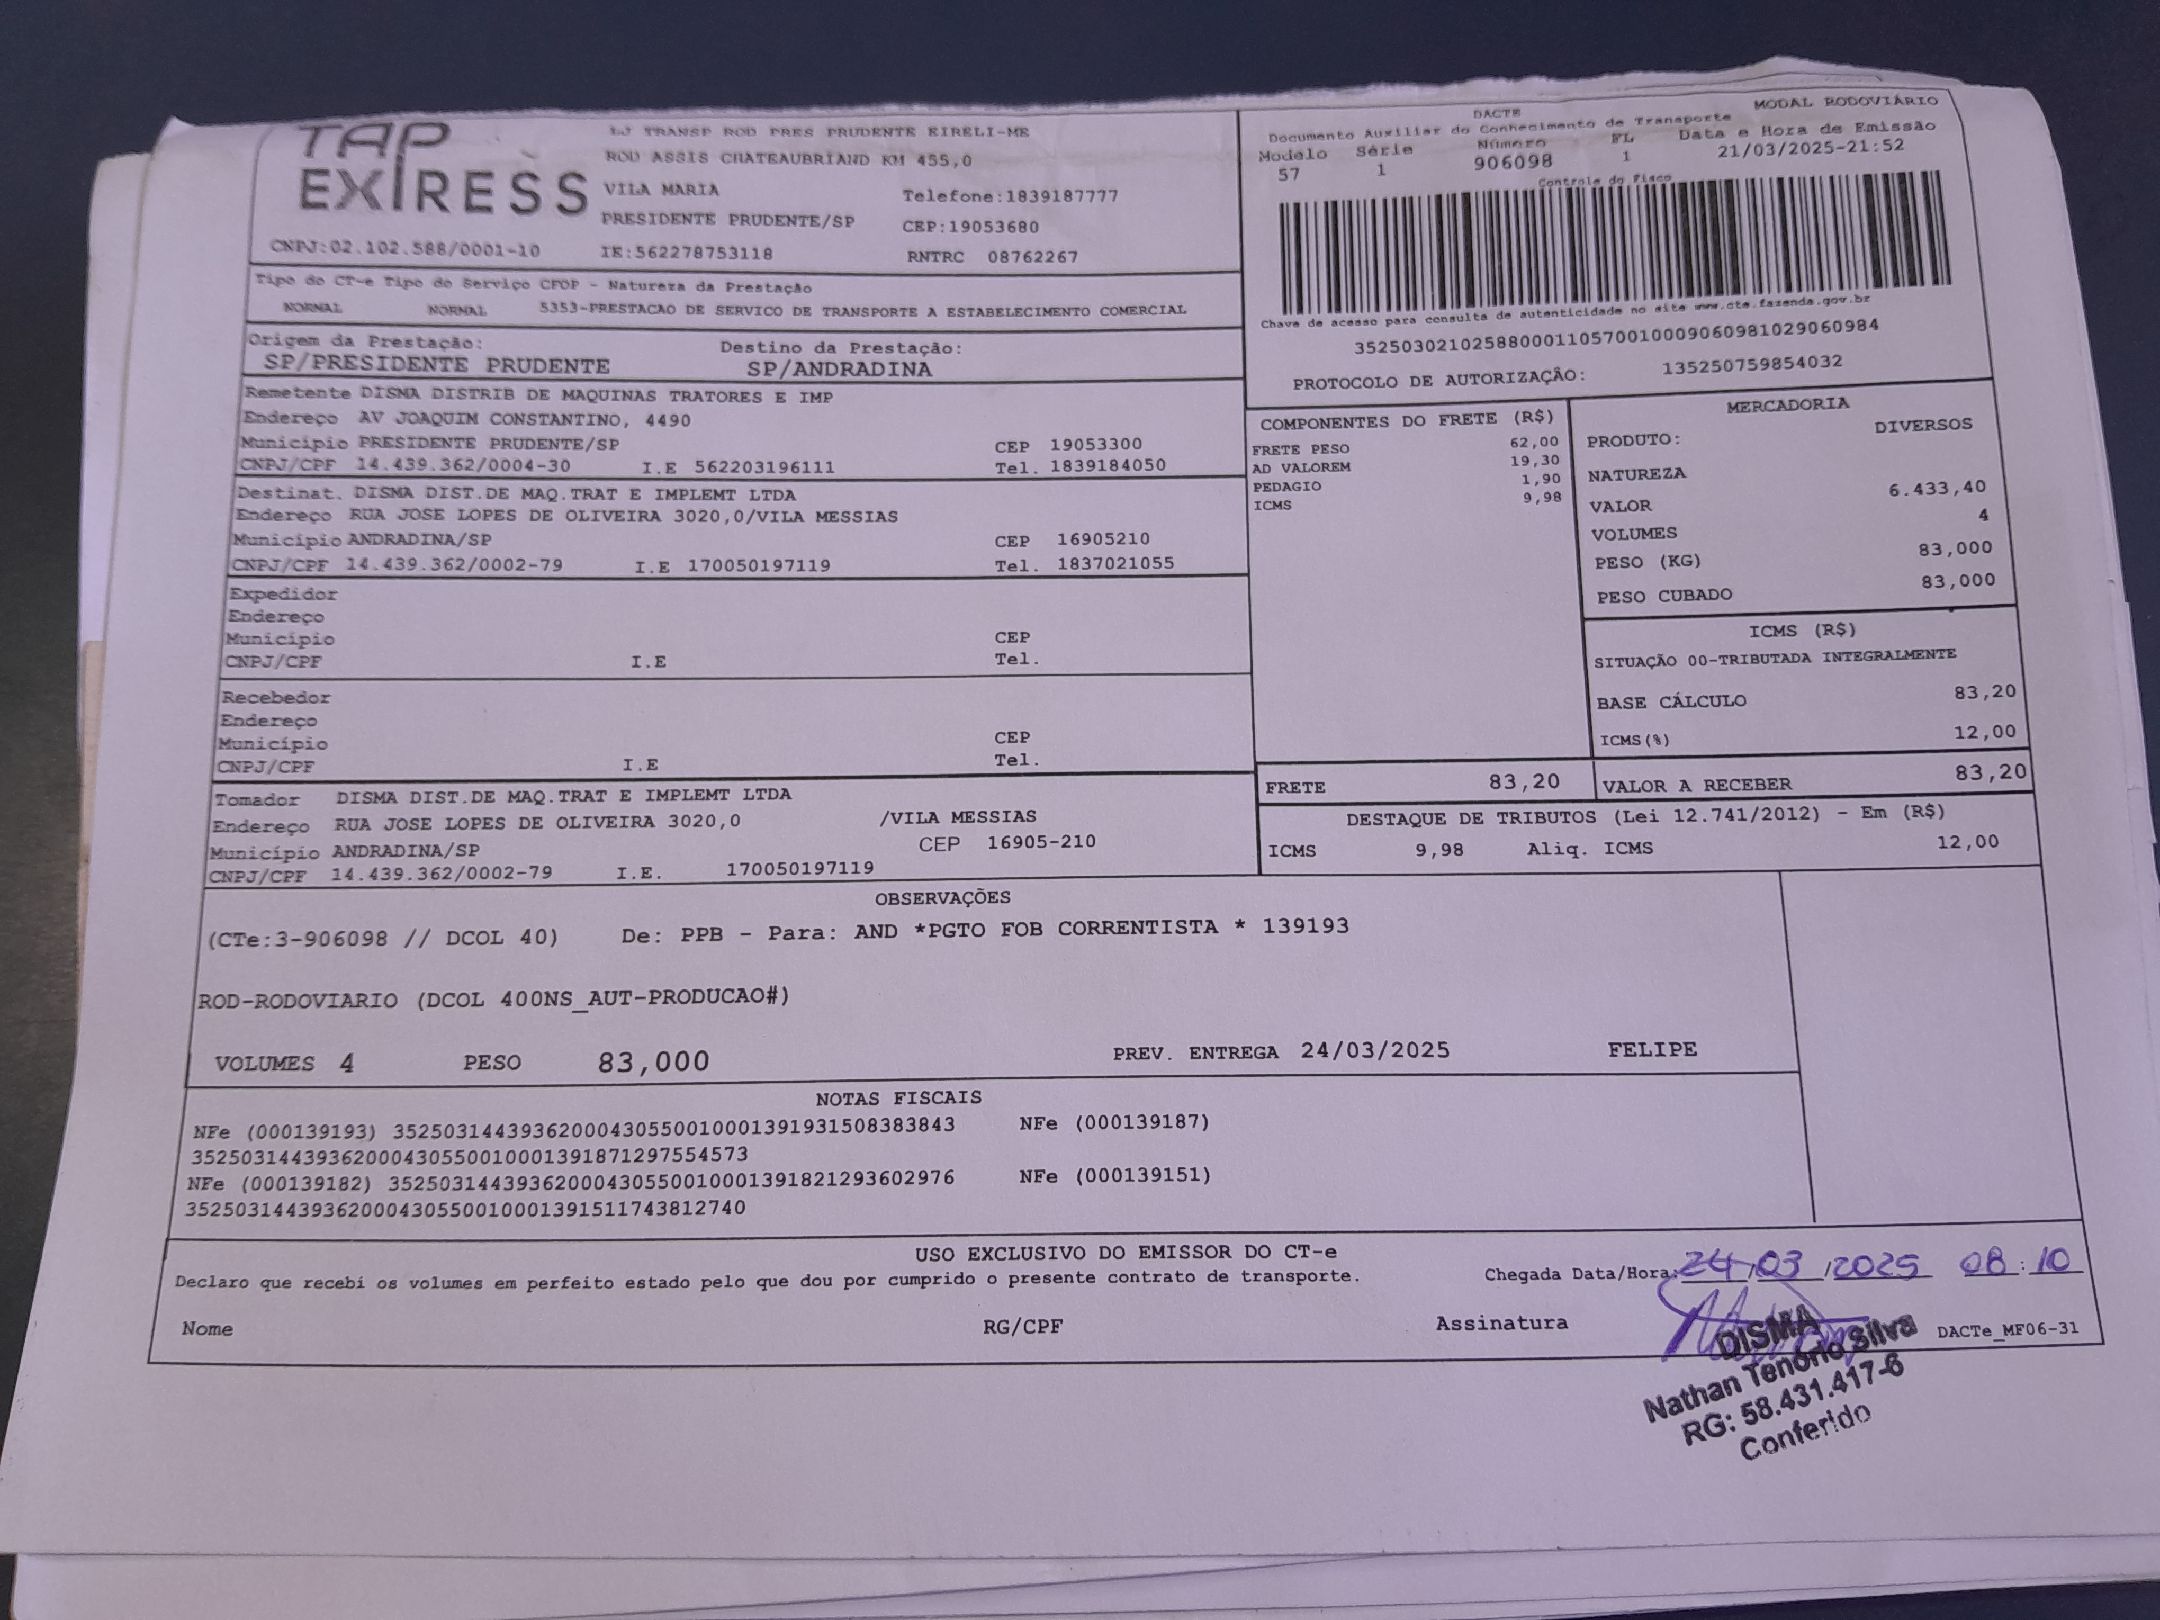 TAP
EXPRESS
LJ TRANSP ROD PRES PRUDENTE EIRELI-ME
ROD ASSIS CHATEAUBRIAND KM 455,0
VILA MARIA Telefone:1839187777
PRESIDENTE PRUDENTE/SP CEP:19053680
CNPJ:02.102.588/0001-10 IE:562278753118 RNTRC 08762267
DACTE MODAL RODOVIÁRIO
Documento Auxiliar do Conhecimento de Transporte
Modelo Série Número FL Data e Hora de Emissão
57 1 906098 1 21/03/2025-21:52
Controle do Fisco
Chave de acesso para consulta de autenticidade no site www.cte.fazenda.gov.br
35250302102588000110570010009060981029060984
PROTOCOLO DE AUTORIZAÇÃO: 135250759854032
Tipo do CT-e Tipo do Serviço CFOP - Natureza da Prestação
NORNAL NORNAL 5353-PRESTACAO DE SERVICO DE TRANSPORTE A ESTABELECIMENTO COMERCIAL
Origem da Prestação: Destino da Prestação:
SP/PRESIDENTE PRUDENTE SP/ANDRADINA
Remetente DISMA DISTRIB DE MAQUINAS TRATORES E IMP
Endereço AV JOAQUIM CONSTANTINO, 4490
Município PRESIDENTE PRUDENTE/SP CEP 19053300
CNPJ/CPF 14.439.362/0004-30 I.E 562203196111 Tel. 1839184050
Destinat. DISMA DIST.DE MAQ.TRAT E IMPLEMT LTDA
Endereço RUA JOSE LOPES DE OLIVEIRA 3020,0/VILA MESSIAS
Município ANDRADINA/SP CEP 16905210
CNPJ/CPF 14.439.362/0002-79 I.E 170050197119 Tel. 1837021055
Expedidor
Endereço
Município CEP
CNPJ/CPF I.E Tel.
Recebedor
Endereço
Município CEP
CNPJ/CPF I.E Tel.
Tomador DISMA DIST.DE MAQ.TRAT E IMPLEMT LTDA
Endereço RUA JOSE LOPES DE OLIVEIRA 3020,0 /VILA MESSIAS
Município ANDRADINA/SP CEP 16905-210
CNPJ/CPF 14.439.362/0002-79 I.E. 170050197119
COMPONENTES DO FRETE (R$)
FRETE PESO 62,00
AD VALOREM 19,30
PEDAGIO 1,90
ICMS 9,98
MERCADORIA
PRODUTO: DIVERSOS
NATUREZA
VALOR 6.433,40
VOLUMES 4
PESO (KG) 83,000
PESO CUBADO 83,000
ICMS (R$)
SITUAÇÃO 00-TRIBUTADA INTEGRALMENTE
BASE CÁLCULO 83,20
ICMS(%) 12,00
FRETE 83,20 VALOR A RECEBER 83,20
DESTAQUE DE TRIBUTOS (Lei 12.741/2012) - Em (R$)
ICMS 9,98 Aliq. ICMS 12,00
OBSERVAÇÕES
(CTe:3-906098 // DCOL 40) De: PPB - Para: AND *PGTO FOB CORRENTISTA * 139193
ROD-RODOVIARIO (DCOL 400NS_AUT-PRODUCAO#)
VOLUMES 4 PESO 83,000 PREV. ENTREGA 24/03/2025 FELIPE
NOTAS FISCAIS
NFe (000139193) 35250314439362000430550010001391931508383843 NFe (000139187)
35250314439362000430550010001391871297554573
NFe (000139182) 35250314439362000430550010001391821293602976 NFe (000139151)
35250314439362000430550010001391511743812740
USO EXCLUSIVO DO EMISSOR DO CT-e
Declaro que recebi os volumes em perfeito estado pelo que dou por cumprido o presente contrato de transporte. Chegada Data/Hora: 24/03/2025 08:10
Nome RG/CPF Assinatura DACTe_MF06-31
DISMA
Nathan Tenório Silva
RG: 58.431.417-6
Conferido